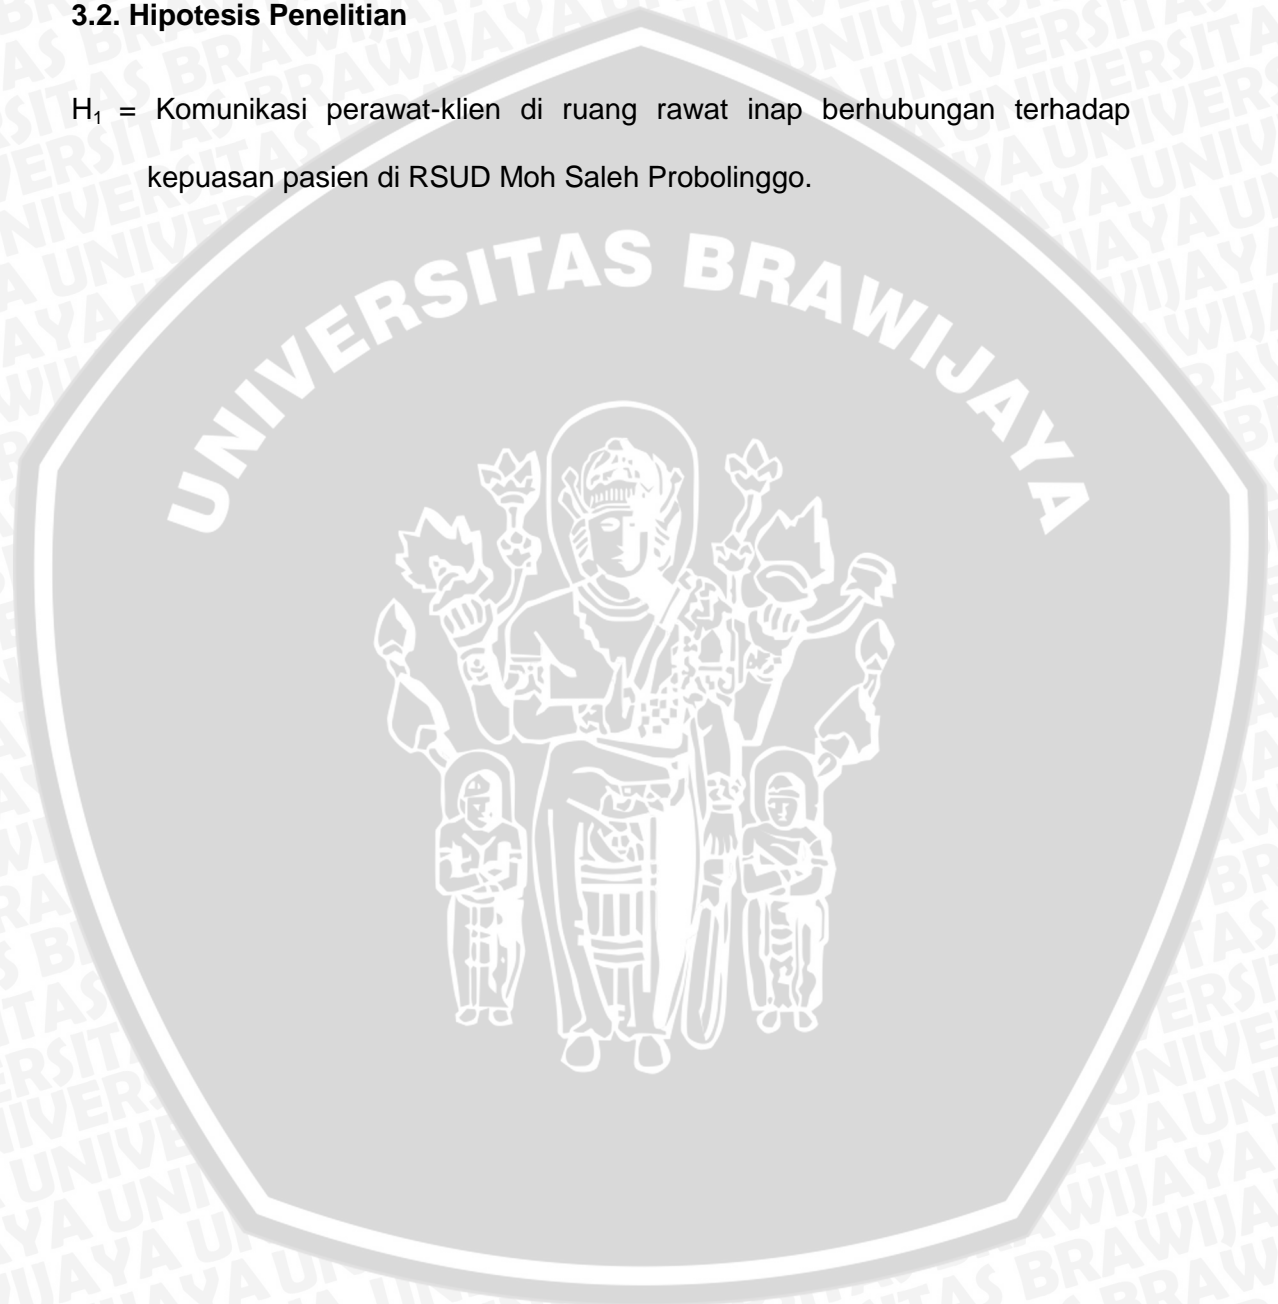 3.2. Hipotesis Penelitian
H₁ = Komunikasi perawat-klien di ruang rawat inap berhubungan terhadap
kepuasan pasien di RSUD Moh Saleh Probolinggo.
UNIVERSITAS BRAWIJAYA